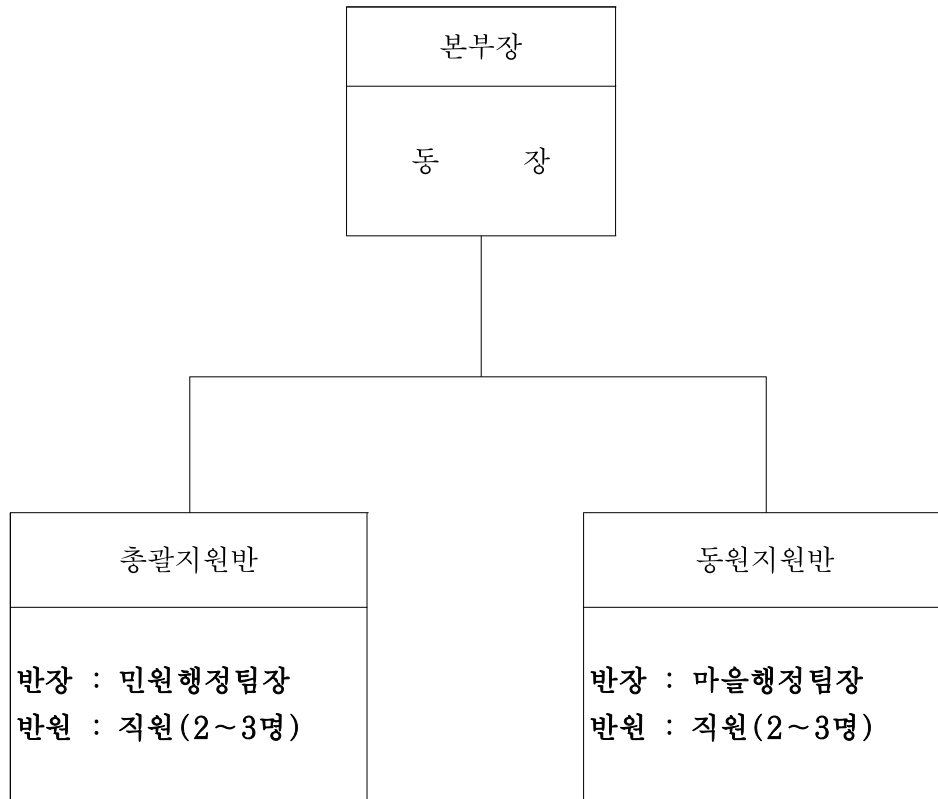 본부장
동 장
총괄지원반
반장 : 민원행정팀장
반원 : 직원(2~3명)
동원지원반
반장 : 마을행정팀장
반원 : 직원(2~3명)